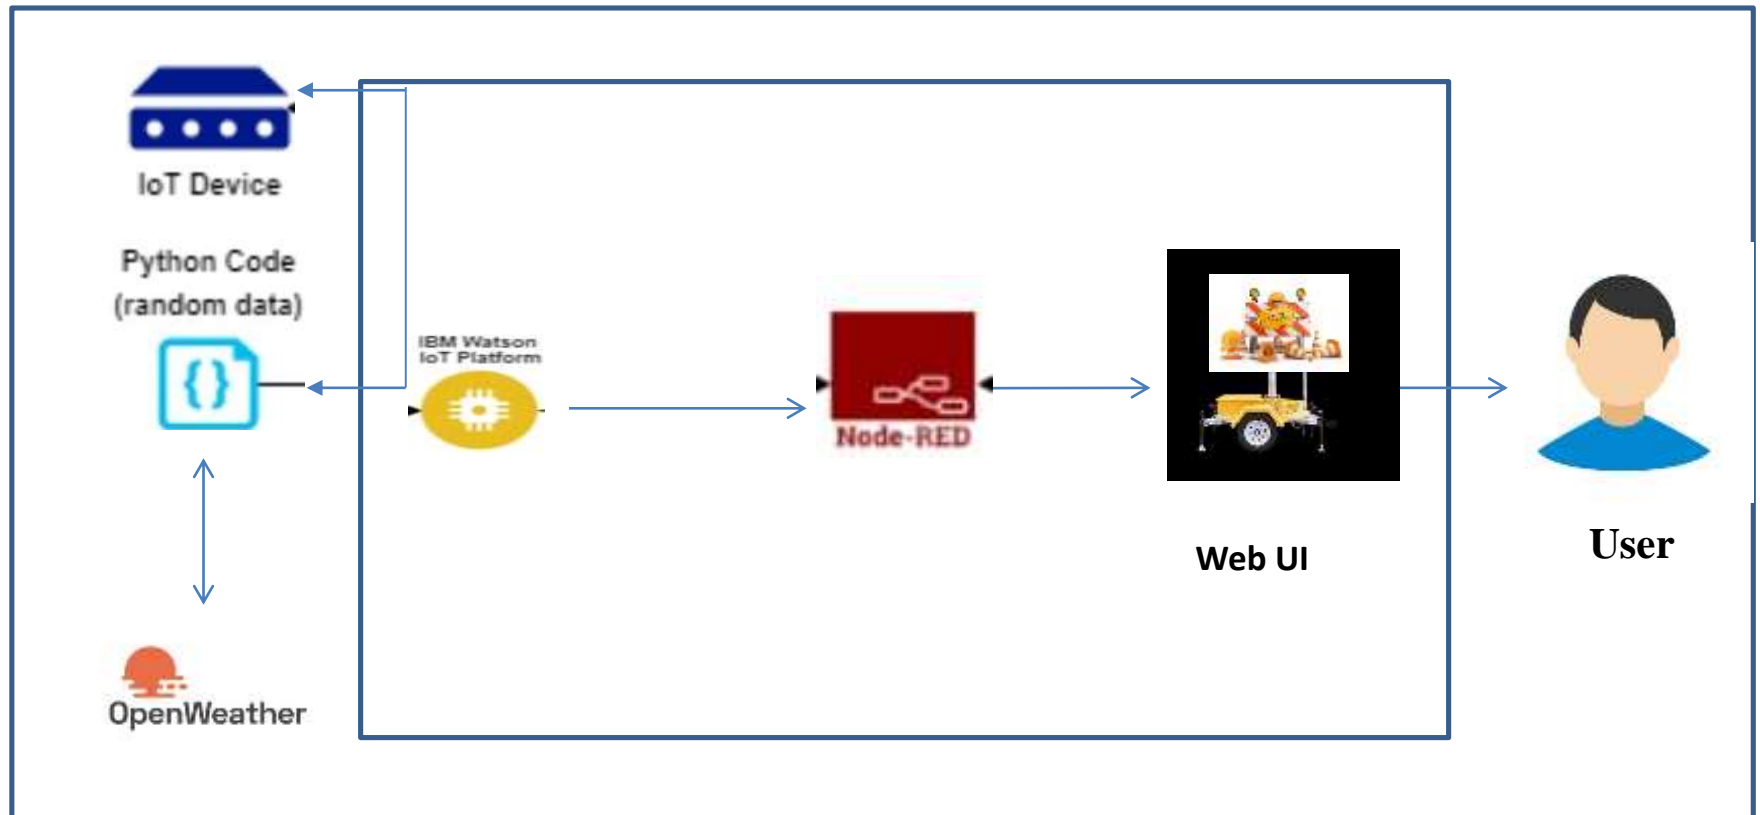 IoT Device
Python Code
(random data)
{}
IBM Watson
IoT Platform
Node-RED
Web UI
User
OpenWeather